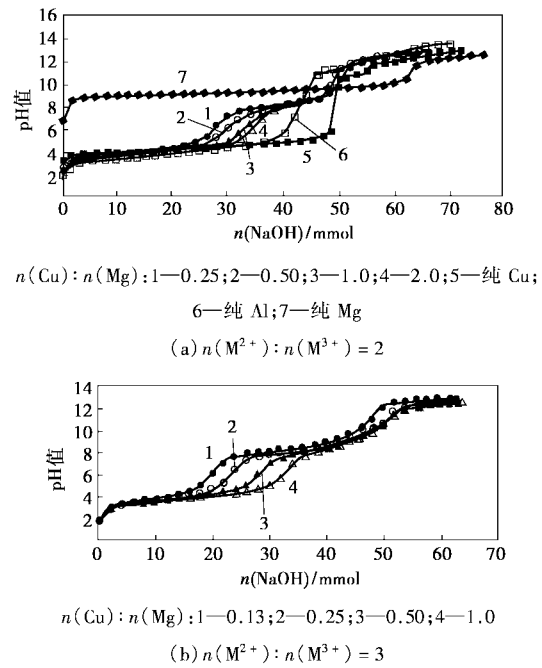 16
14
12
10
8
6
4
2
pH值
7
1
2
4
3
5
6
0 10 20 30 40 50 60 70 80
n(NaOH)/mmol
n(Cu):n(Mg):1—0.25;2—0.50;3—1.0;4—2.0;5—纯 Cu;
6—纯 Al;7—纯 Mg
(a) n(M²⁺):n(M³⁺)=2
14
12
10
8
6
4
2
pH值
2
1
3
4
0 10 20 30 40 50 60 70
n(NaOH)/mmol
n(Cu):n(Mg):1—0.13;2—0.25;3—0.50;4—1.0
(b) n(M²⁺):n(M³⁺)=3